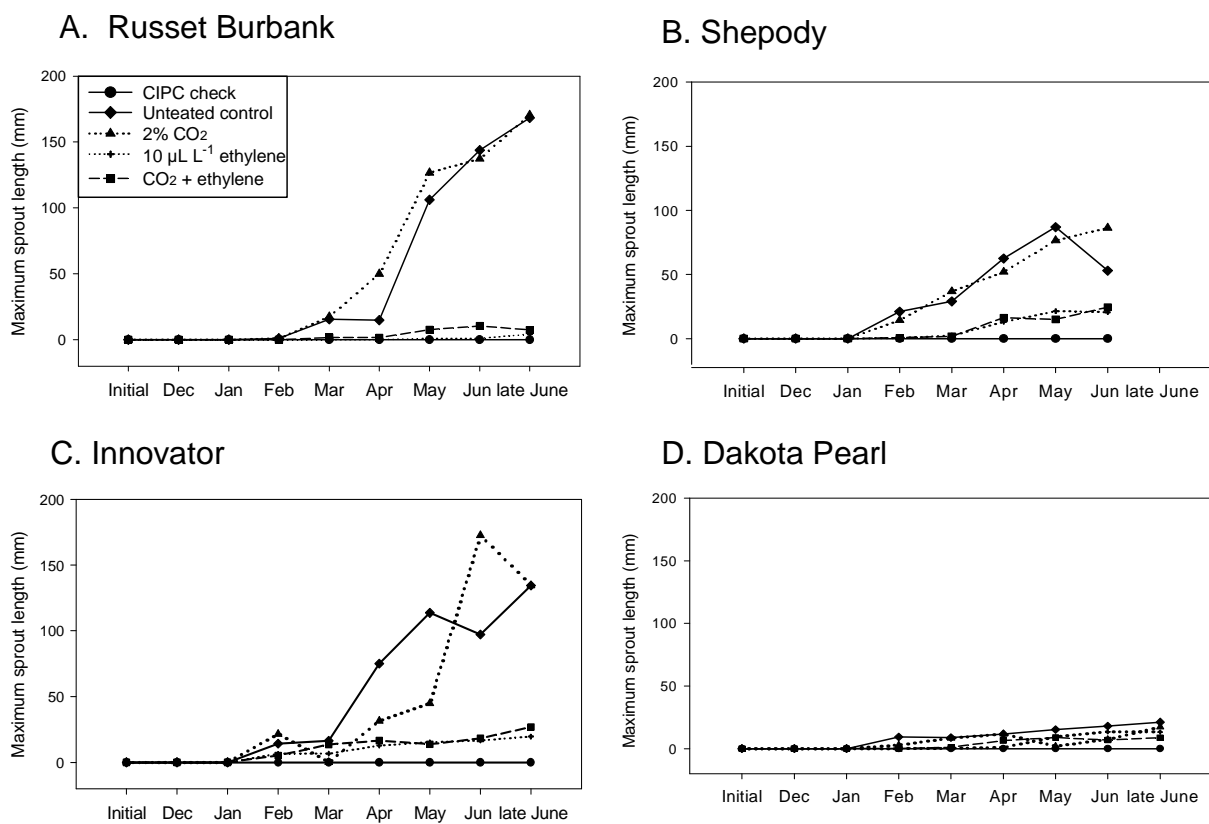 A. Russet Burbank
200
150
100
50
0
Maximum sprout length (mm)
CIPC check
Unteated control
2% CO2
10 µL L-1 ethylene
CO2 + ethylene
Initial Dec Jan Feb Mar Apr May Jun late June
B. Shepody
200
150
100
50
0
Maximum sprout length (mm)
Initial Dec Jan Feb Mar Apr May Jun late June
C. Innovator
200
150
100
50
0
Maximum sprout length (mm)
Initial Dec Jan Feb Mar Apr May Jun late June
D. Dakota Pearl
200
150
100
50
0
Maximum sprout length (mm)
Initial Dec Jan Feb Mar Apr May Jun late June